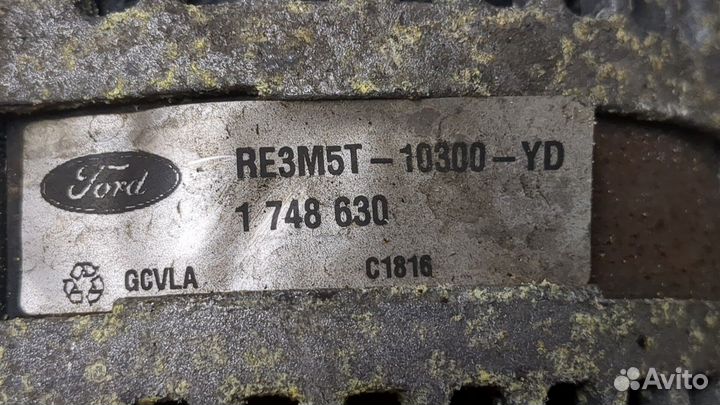 Ford
RE3M5T-10300-YD
1 748 630
GCVLA
C1816
Avito